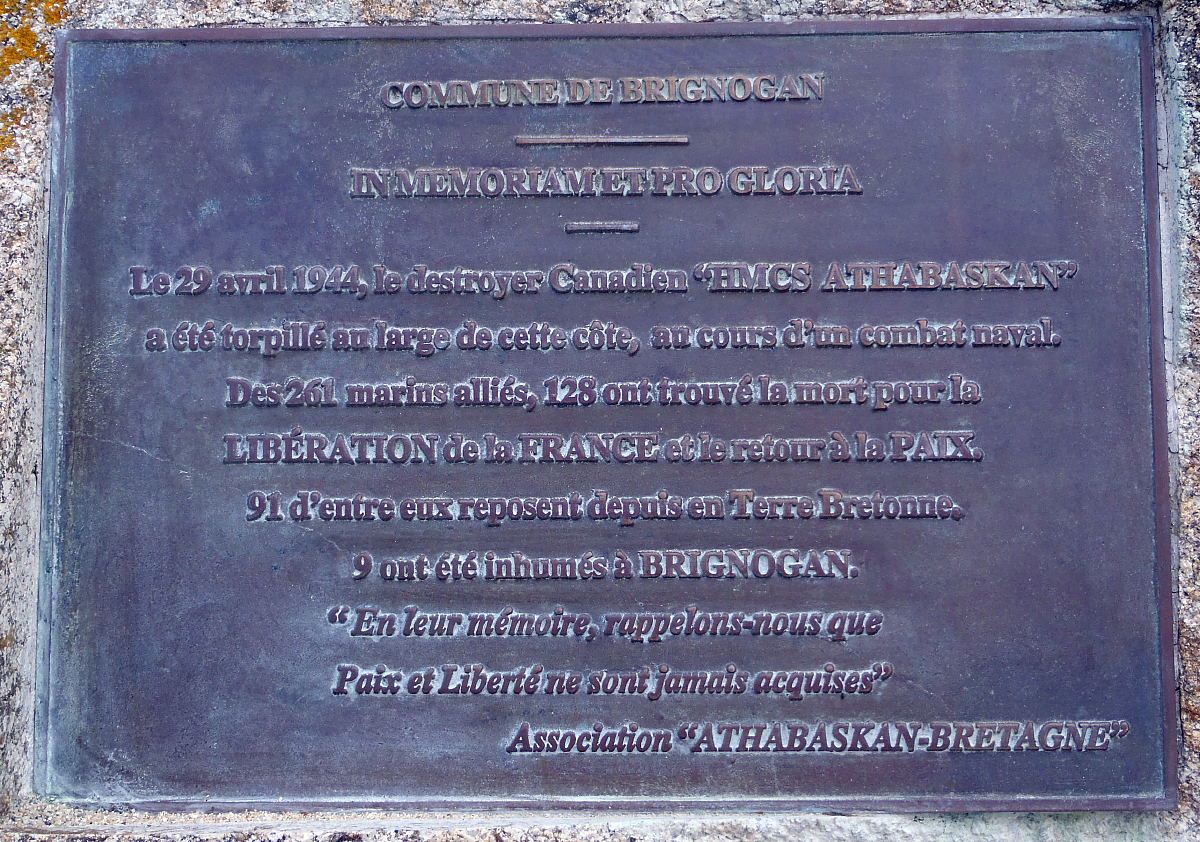 COMMUNE DE BRIGNOGAN
IN MEMORIAM ET PRO GLORIA
Le 29 avril 1944, le destroyer Canadien “HMCS ATHABASKAN”
a été torpillé au large de cette côte, au cours d’un combat naval.
Des 261 marins alliés, 128 ont trouvé la mort pour la
LIBÉRATION de la FRANCE et le retour à la PAIX.
91 d’entre eux reposent depuis en Terre Bretonne.
9 ont été inhumés à BRIGNOGAN.
“ En leur mémoire, rappelons-nous que
Paix et Liberté ne sont jamais acquises”
Association “ATHABASKAN-BRETAGNE”